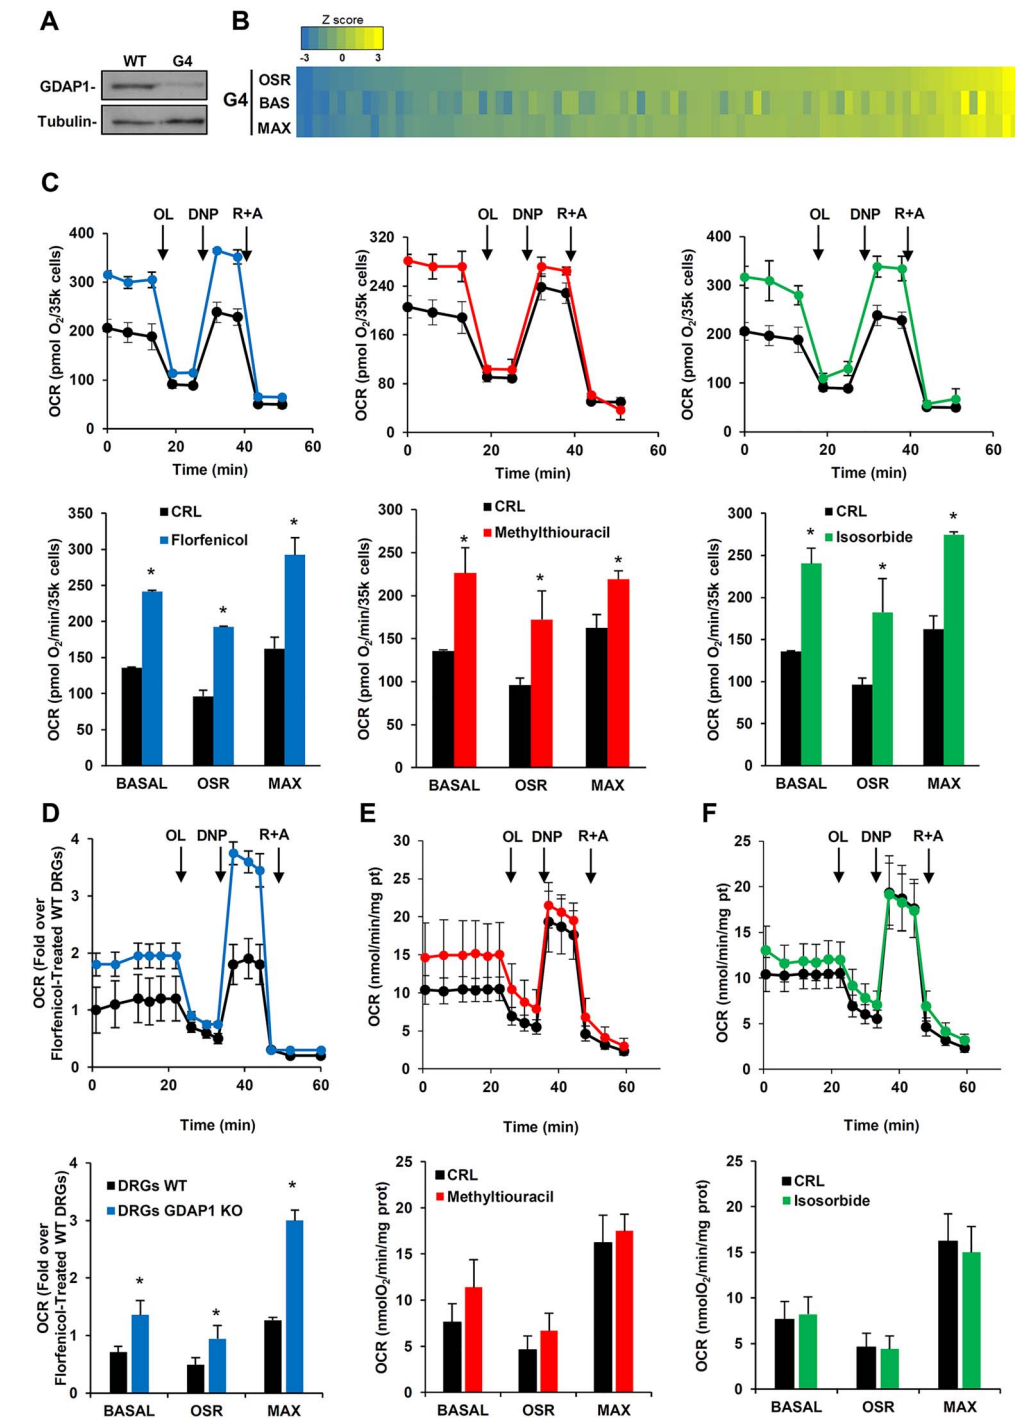 A
WT G4
GDAP1-
Tubulin-
B
Z score
-3 0 3
G4
OSR
BAS
MAX
C
OL DNP R+A
OCR (pmol O2/35k cells)
400
300
200
100
0
0 20 40 60
Time (min)
OL DNP R+A
OCR (pmol O2/35k cells)
320
240
160
80
0
0 20 40 60
Time (min)
OL DNP R+A
OCR (pmol O2/35k cells)
400
300
200
100
0
0 20 40 60
Time (min)
OCR (pmol O2/min/35k cells)
350
300
250
200
150
100
50
0
CRL
Florfenicol
* * *
BASAL OSR MAX
OCR (pmol O2/min/35k cells)
300
250
200
150
100
50
0
CRL
Methylthiouracil
* * *
BASAL OSR MAX
OCR (pmol O2/min/35k cells)
300
250
200
150
100
50
0
CRL
Isosorbide
* * *
BASAL OSR MAX
D
OL DNP R+A
OCR (Fold over
Florfenicol-Treated WT DRGs)
4
3
2
1
0
0 20 40 60
Time (min)
E
OL DNP R+A
OCR (nmol/min/mg pt)
30
25
20
15
10
5
0
0 20 40 60
Time (min)
F
OL DNP R+A
OCR (nmol/min/mg pt)
25
20
15
10
5
0
0 20 40 60
Time (min)
OCR (Fold over
Florfenicol-Treated WT DRGs)
4
3
2
1
0
DRGs WT
DRGs GDAP1 KO
* * *
BASAL OSR MAX
OCR (nmolO2/min/mg prot)
25
20
15
10
5
0
CRL
Methyltiouracil
BASAL OSR MAX
OCR (nmolO2/min/mg prot)
25
20
15
10
5
0
CRL
Isosorbide
BASAL OSR MAX